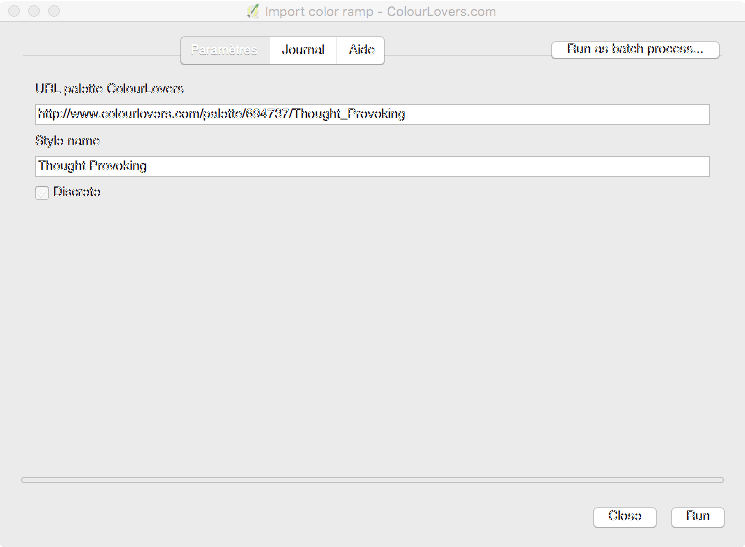 Import color ramp - ColourLovers.com
Paramètres Journal Aide Run as batch process...
URL palette ColourLovers
http://www.colourlovers.com/palette/694737/Thought_Provoking
Style name
Thought Provoking
Discrete
Close Run